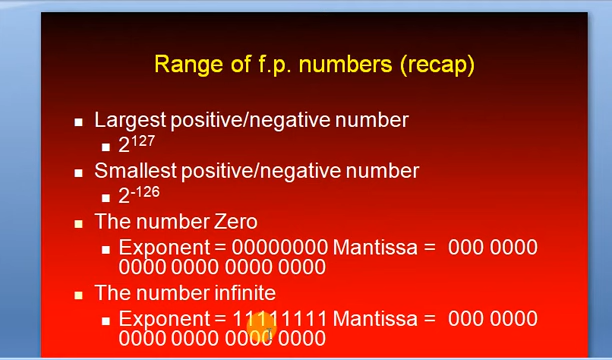 Range of f.p. numbers (recap)
Largest positive/negative number
2^127
Smallest positive/negative number
2^-126
The number Zero
Exponent = 00000000 Mantissa = 000 0000
0000 0000 0000 0000
The number infinite
Exponent = 11111111 Mantissa = 000 0000
0000 0000 0000 0000